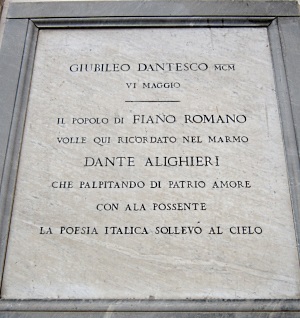 GIUBILEO DANTESCO MCM
VI MAGGIO
IL POPOLO DI FIANO ROMANO
VOLLE QUI RICORDATO NEL MARMO
DANTE ALIGHIERI
CHE PALPITANDO DI PATRIO AMORE
CON ALA POSSENTE
LA POESIA ITALICA SOLLEVÒ AL CIELO